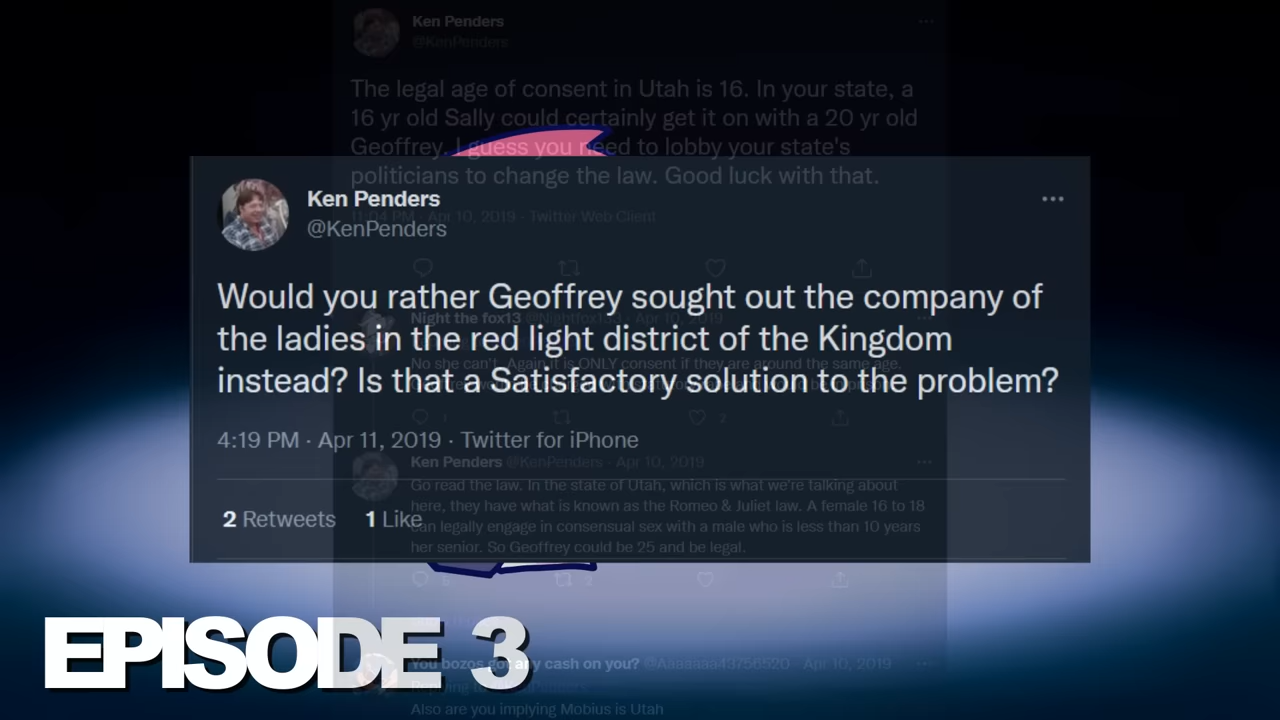 Ken Penders
@KenPenders
The legal age of consent in Utah is 16. In your state, a
16 yr old Sally could certainly get it on with a 20 yr old
Geoffrey. I guess you need to lobby your state's
politicians to change the law. Good luck with that.
11:04 PM · Apr 10, 2019 · Twitter Web Client
Ken Penders
@KenPenders
Would you rather Geoffrey sought out the company of
the ladies in the red light district of the Kingdom
instead? Is that a Satisfactory solution to the problem?
4:19 PM · Apr 11, 2019 · Twitter for iPhone
2 Retweets 1 Like
Night the fox13 · Apr 10, 2019
No she can't. Again it is ONLY consent if they are around the same age.
Ken Penders @KenPenders · Apr 10, 2019
Go read the law. In the state of Utah, which is what we're talking about
here, they have what is known as the Romeo & Juliet law. A female 16 to 18
can legally engage in consensual sex with a male who is less than 10 years
her senior. So Geoffrey could be 25 and be legal.
You bozos got any cash on you? @Aaaaaaa43756520 · Apr 10, 2019
Replying to
Also are you implying Mobius is Utah
EPISODE 3